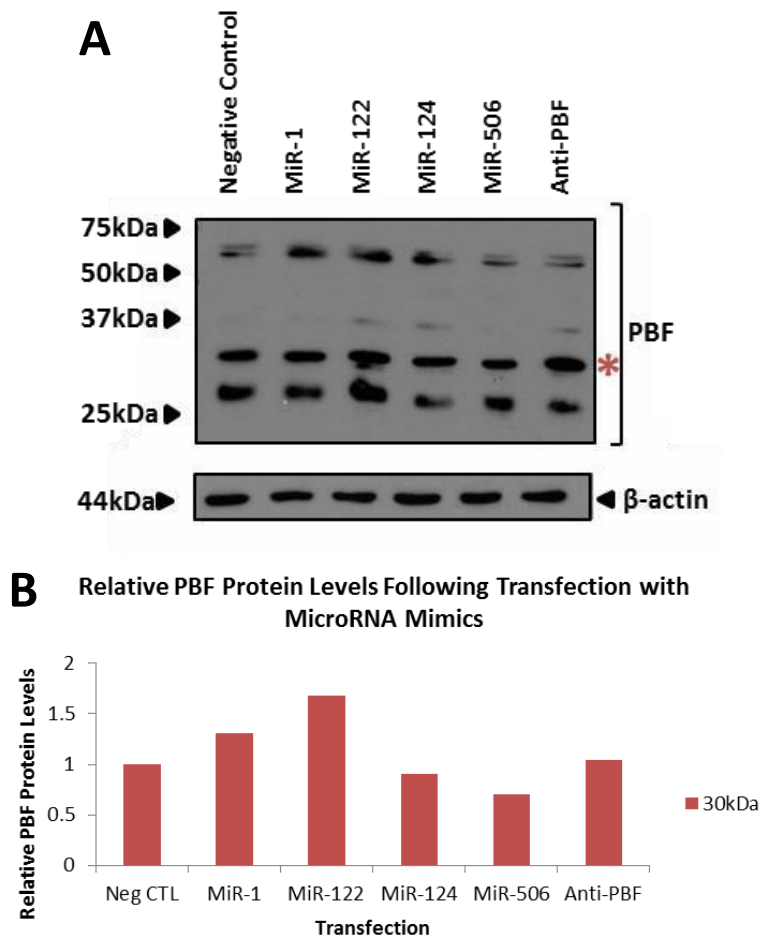 A
Negative Control
MiR-1
MiR-122
MiR-124
MiR-506
Anti-PBF
75kDa
50kDa
37kDa
25kDa
PBF
*
44kDa
β-actin
B
Relative PBF Protein Levels Following Transfection with
MicroRNA Mimics
Relative PBF Protein Levels
2
1.5
1
0.5
0
Neg CTL
MiR-1
MiR-122
MiR-124
MiR-506
Anti-PBF
Transfection
30kDa